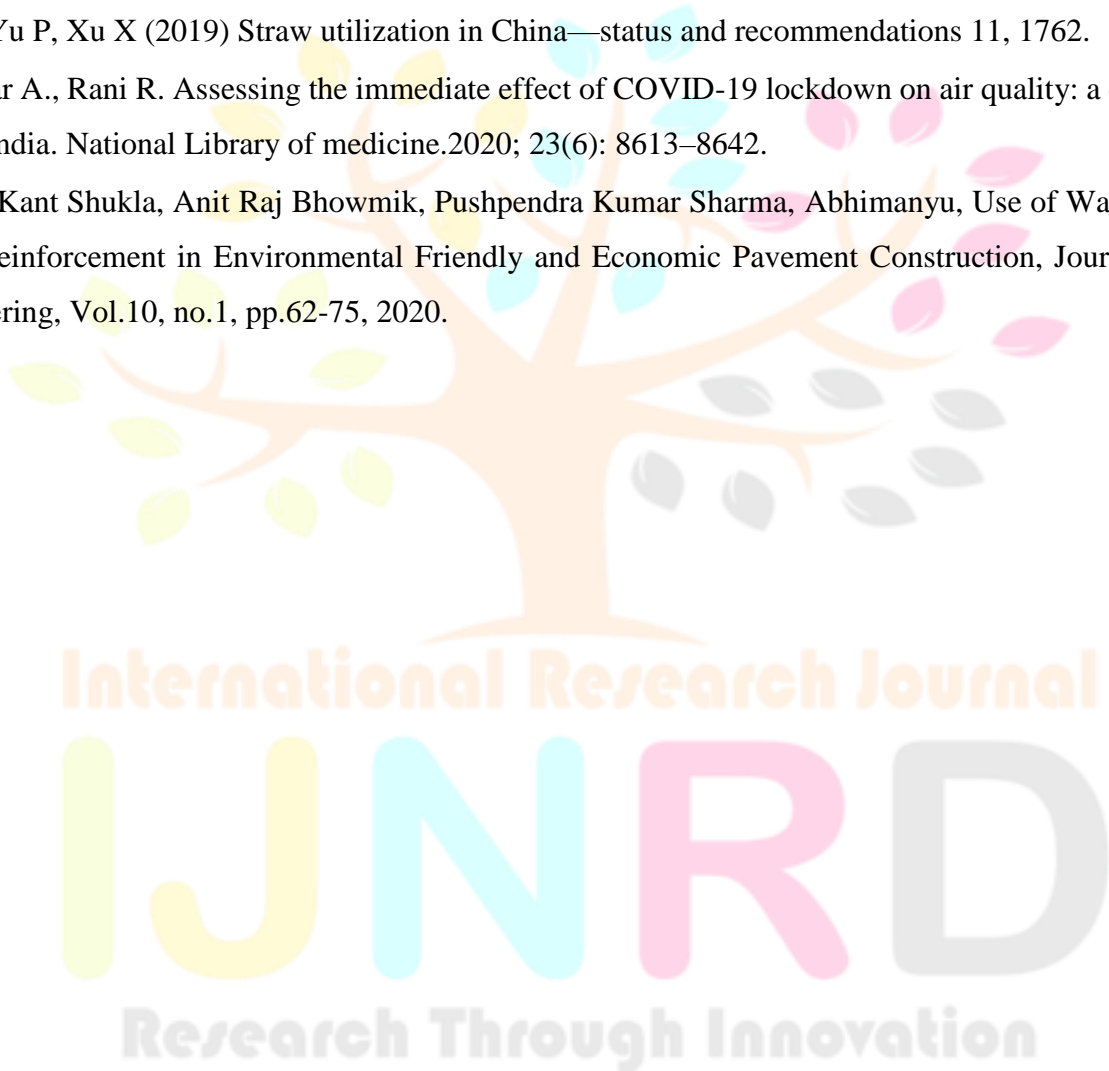 Yu P, Xu X (2019) Straw utilization in China—status and recommendations 11, 1762.
r A., Rani R. Assessing the immediate effect of COVID-19 lockdown on air quality: a
ndia. National Library of medicine.2020; 23(6): 8613–8642.
Kant Shukla, Anit Raj Bhowmik, Pushpendra Kumar Sharma, Abhimanyu, Use of Wa
einforcement in Environmental Friendly and Economic Pavement Construction, Jour
ering, Vol.10, no.1, pp.62-75, 2020.
International Research Journal
IJNRD
Research Through Innovation